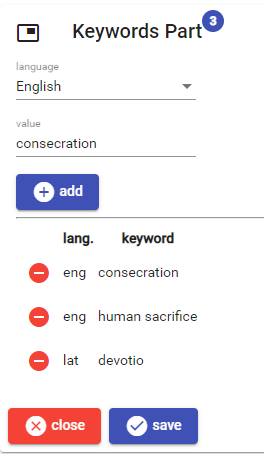 Keywords Part 3
language
English
value
consecration
add
lang. keyword
eng consecration
eng human sacrifice
lat devotio
close save